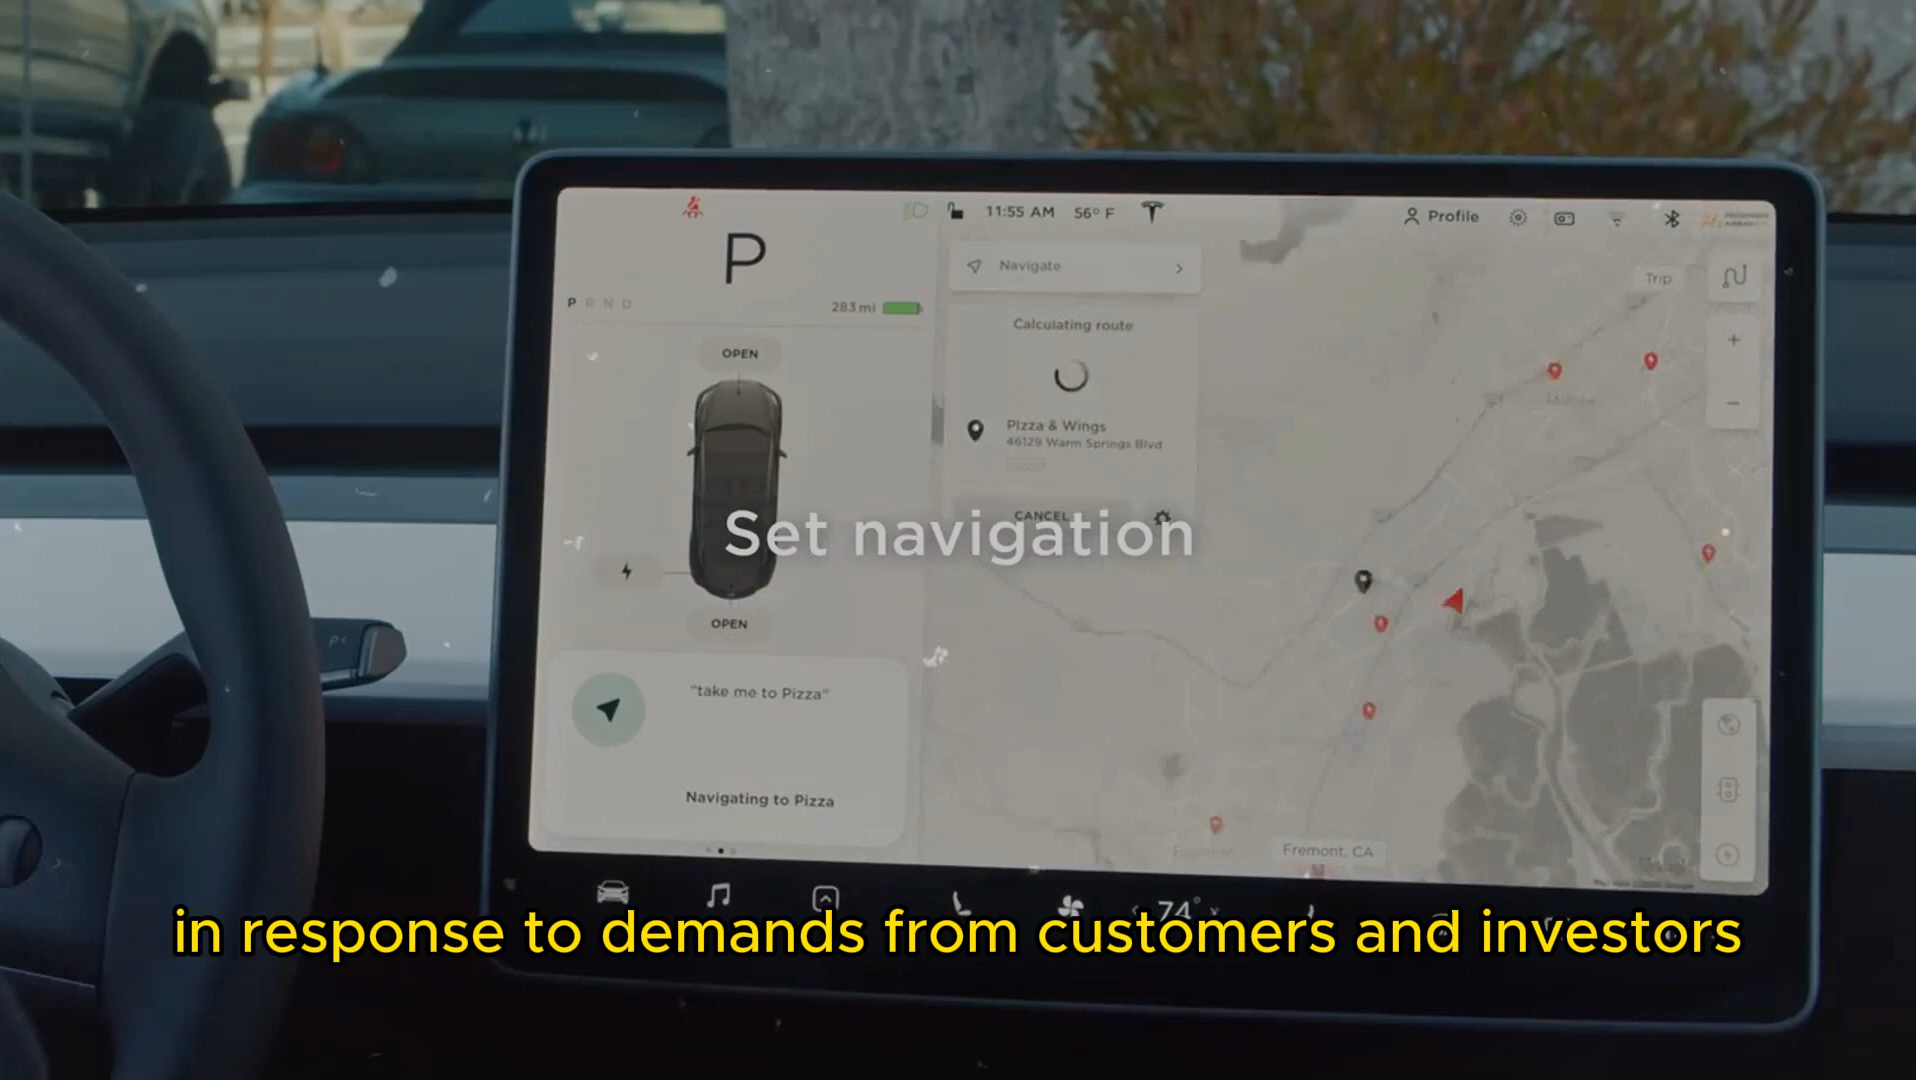 11:55 AM 56° F
Profile
P
P R N D
283 mi
Navigate
Trip
Calculating route
OPEN
Pizza & Wings
46129 Warm Springs Blvd
CANCEL
Set navigation
OPEN
"take me to Pizza"
Navigating to Pizza
Fremont, CA
74°
in response to demands from customers and investors